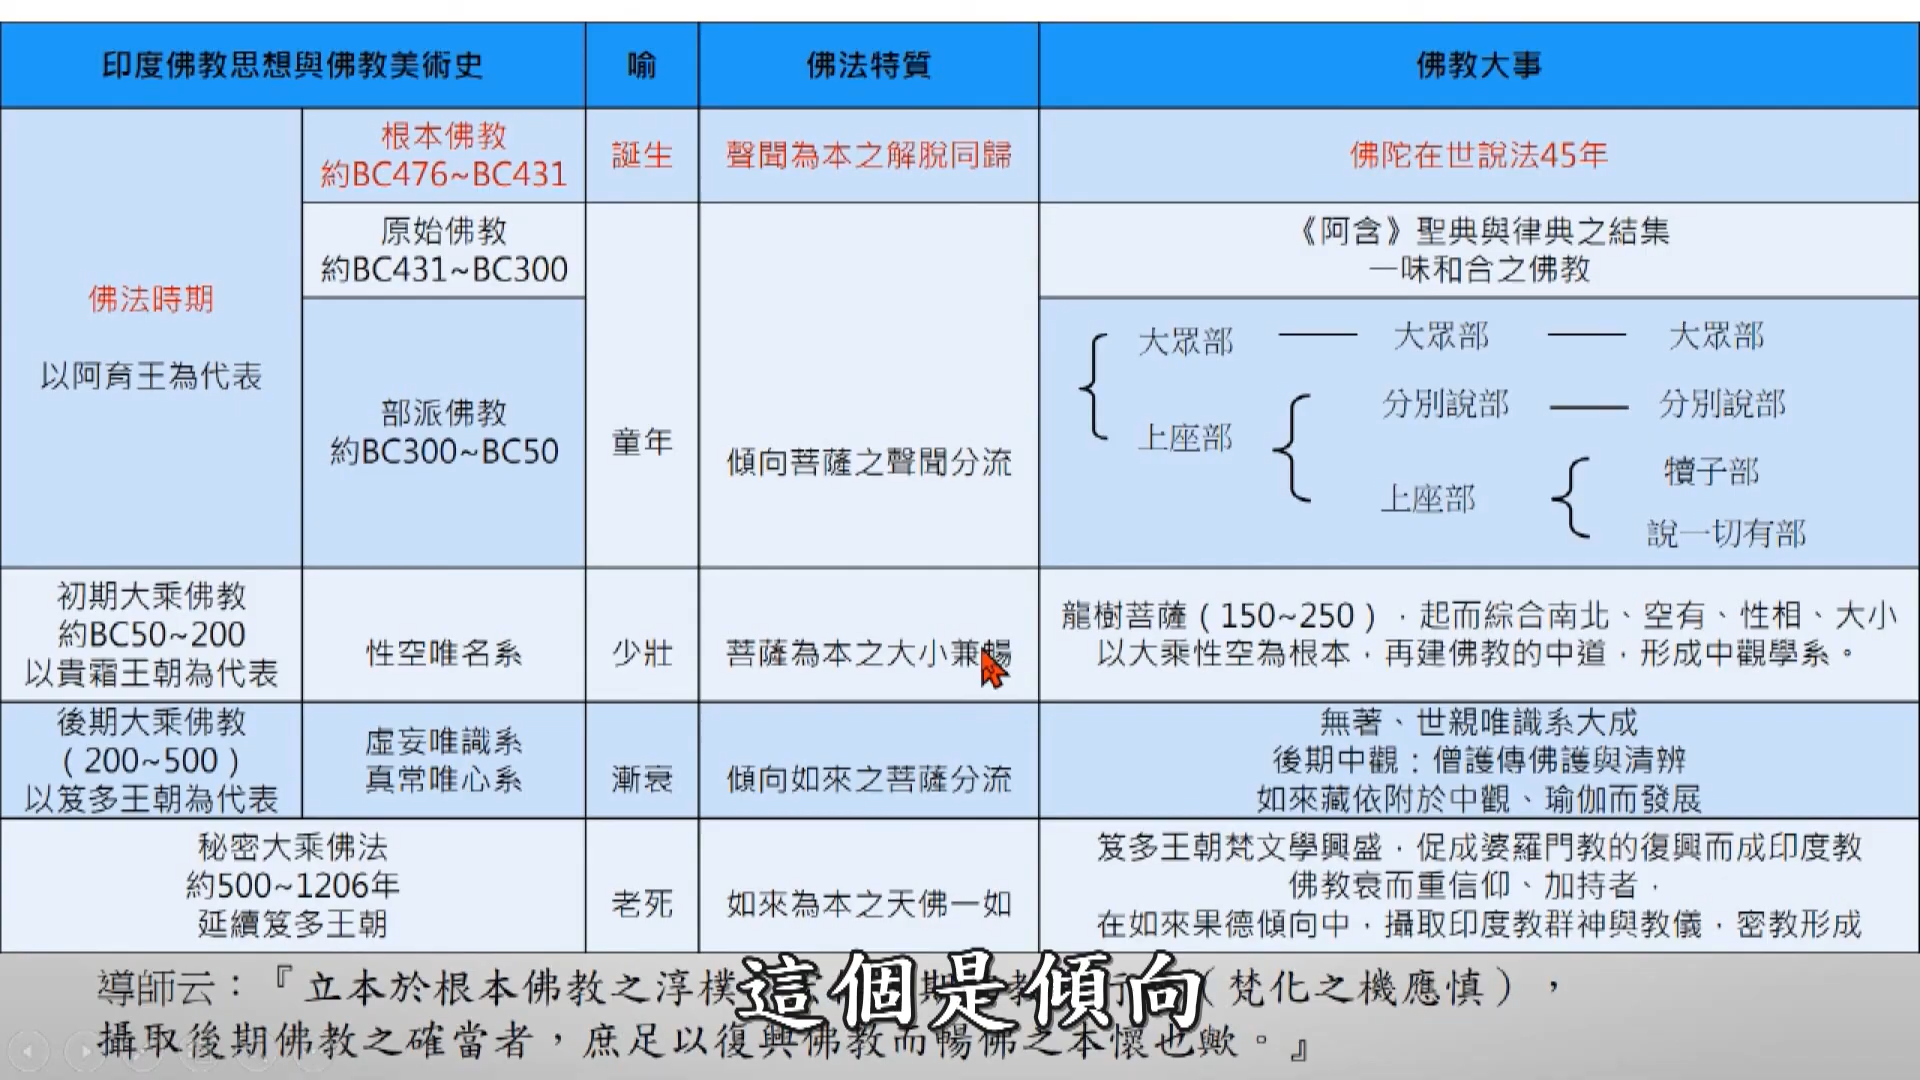 印度佛教思想與佛教美術史
喻
佛法特質
佛教大事
佛法時期
以阿育王為代表
根本佛教
約BC476~BC431
誕生
聲聞為本之解脫同歸
佛陀在世說法45年
原始佛教
約BC431~BC300
《阿含》聖典與律典之結集
一味和合之佛教
部派佛教
約BC300~BC50
童年
傾向菩薩之聲聞分流
大眾部
大眾部
大眾部
上座部
分別說部
分別說部
上座部
犢子部
說一切有部
初期大乘佛教
約BC50~200
以貴霜王朝為代表
性空唯名系
少壯
菩薩為本之大小兼暢
龍樹菩薩(150~250),起而綜合南北、空有、性相、大小
以大乘性空為根本,再建佛教的中道,形成中觀學系。
後期大乘佛教
(200~500)
以笈多王朝為代表
虛妄唯識系
真常唯心系
漸衰
傾向如來之菩薩分流
無著、世親唯識系大成
後期中觀:僧護傳佛護與清辨
如來藏依附於中觀、瑜伽而發展
秘密大乘佛法
約500~1206年
延續笈多王朝
老死
如來為本之天佛一如
笈多王朝梵文學興盛,促成婆羅門教的復興而成印度教
佛教衰而重信仰、加持者,
在如來果德傾向中,攝取印度教群神與教儀,密教形成
導師云:『立本於根本佛教之淳樸 期 教 行 (梵化之機應慎),
攝取後期佛教之確當者,庶足以復興佛教而暢佛之本懷也歟。』
這個是傾向